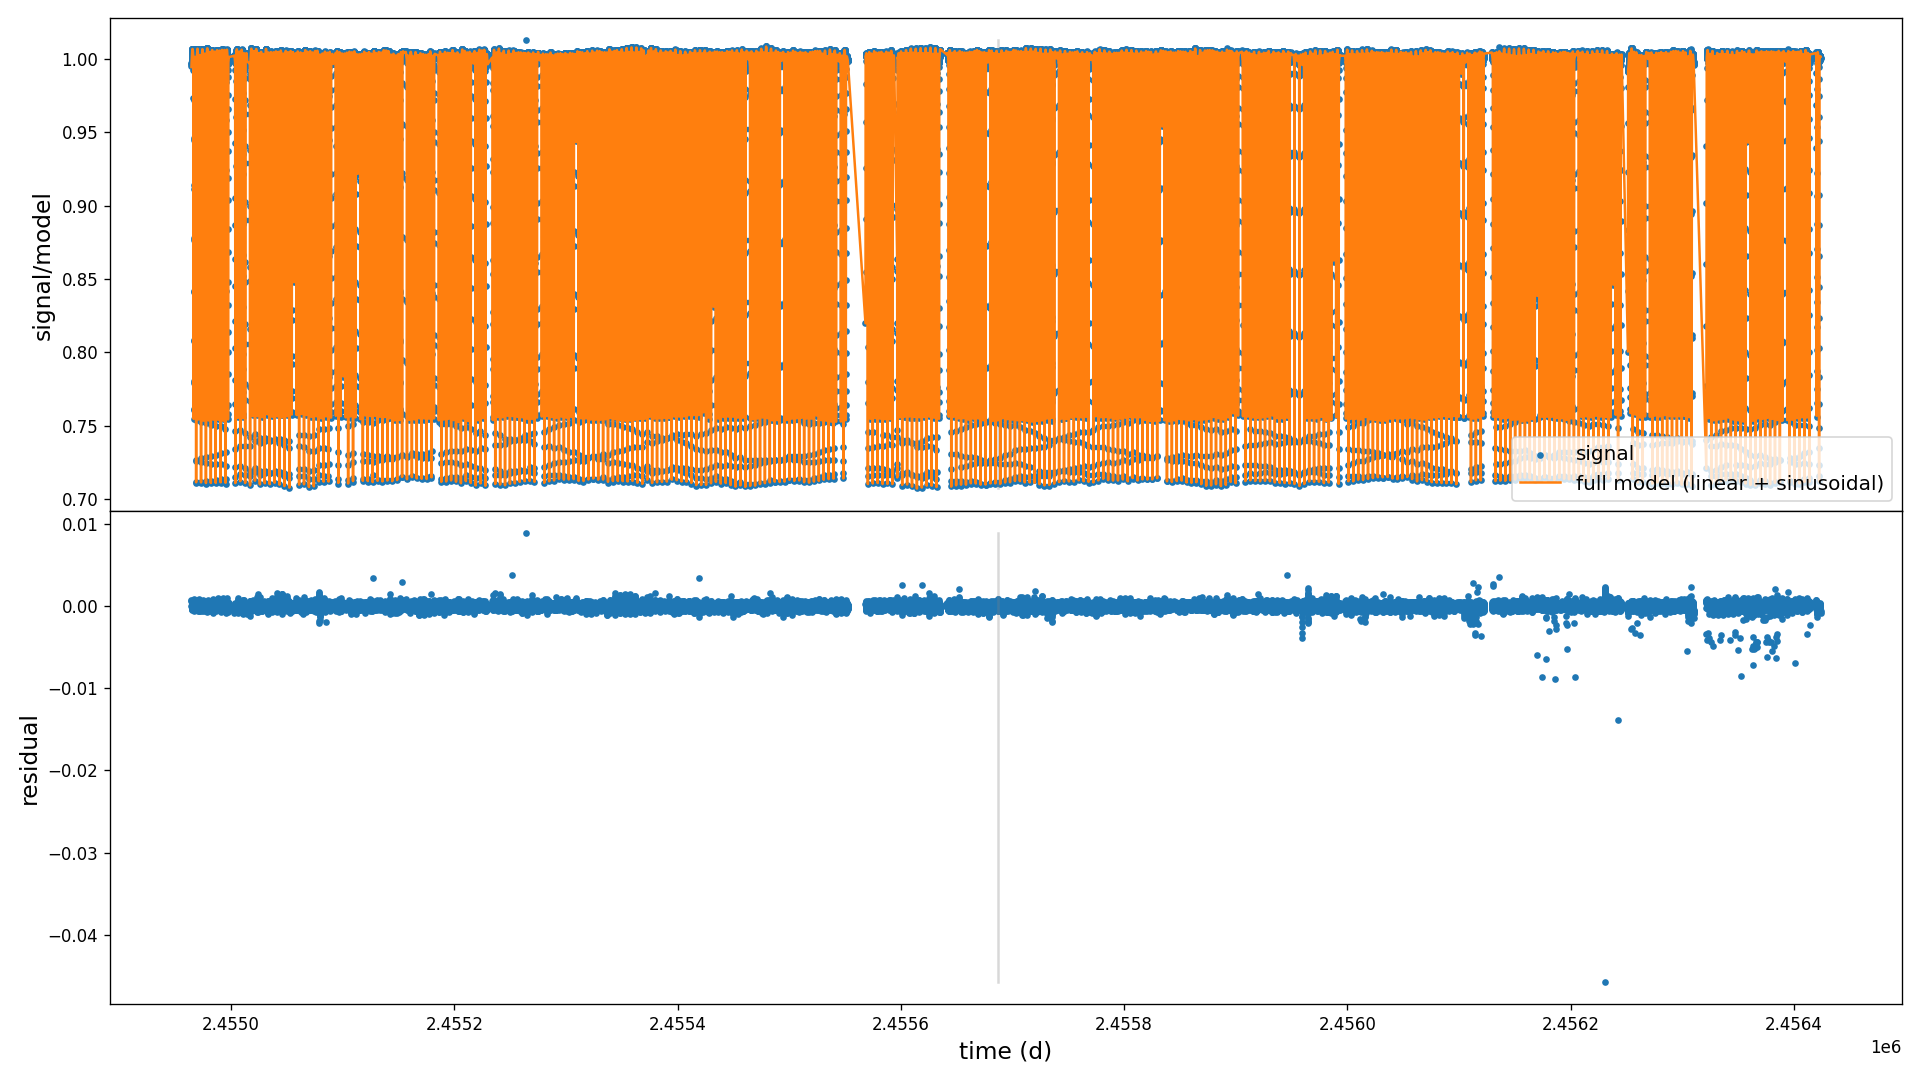 1.00
0.95
0.90
0.85
0.80
0.75
0.70
signal/model
signal
full model (linear + sinusoidal)
0.01
0.00
−0.01
−0.02
−0.03
−0.04
residual
2.4550 2.4552 2.4554 2.4556 2.4558 2.4560 2.4562 2.4564
time (d)
1e6